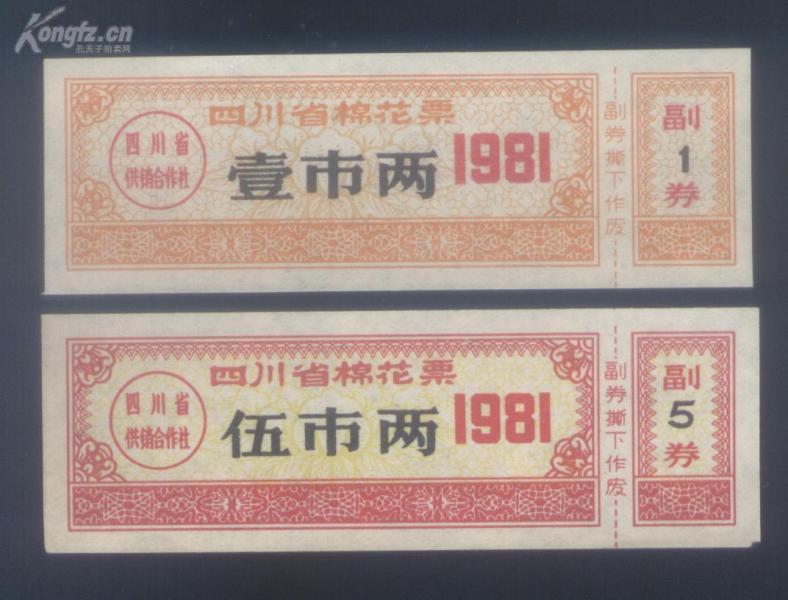 Kongfz.cn
孔夫子拍卖网
四川省棉花票
四川省
供销合作社
壹市两
1981
副券撕下作废
副
1
券
四川省棉花票
四川省
供销合作社
伍市两
1981
副券撕下作废
副
5
券